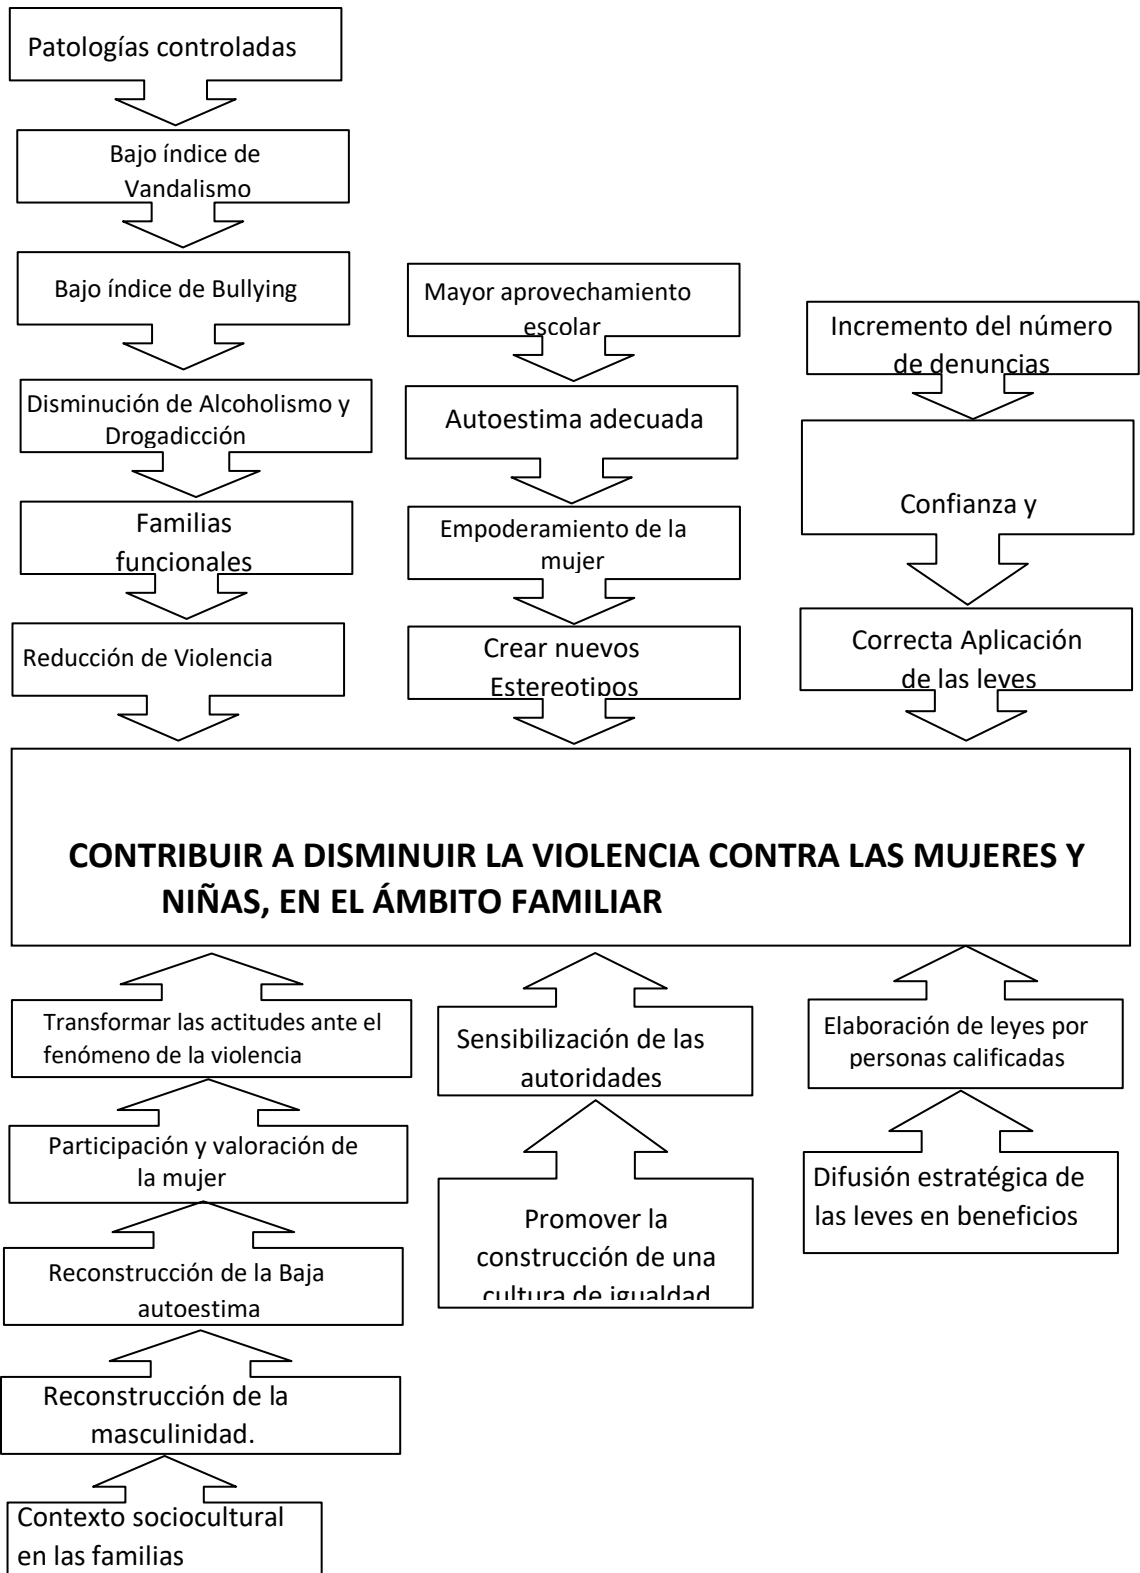 Patologías controladas
Bajo índice de
Vandalismo
Bajo índice de Bullying
Disminución de Alcoholismo y
Drogadicción
Familias
funcionales
Reducción de Violencia
Mayor aprovechamiento
escolar
Autoestima adecuada
Empoderamiento de la
mujer
Crear nuevos
Estereotipos
Incremento del número
de denuncias
Confianza y
Correcta Aplicación
de las leyes
CONTRIBUIR A DISMINUIR LA VIOLENCIA CONTRA LAS MUJERES Y
NIÑAS, EN EL ÁMBITO FAMILIAR
Transformar las actitudes ante el
fenómeno de la violencia
Participación y valoración de
la mujer
Reconstrucción de la Baja
autoestima
Reconstrucción de la
masculinidad.
Contexto sociocultural
en las familias
Sensibilización de las
autoridades
Promover la
construcción de una
cultura de igualdad
Elaboración de leyes por
personas calificadas
Difusión estratégica de
las leyes en beneficios